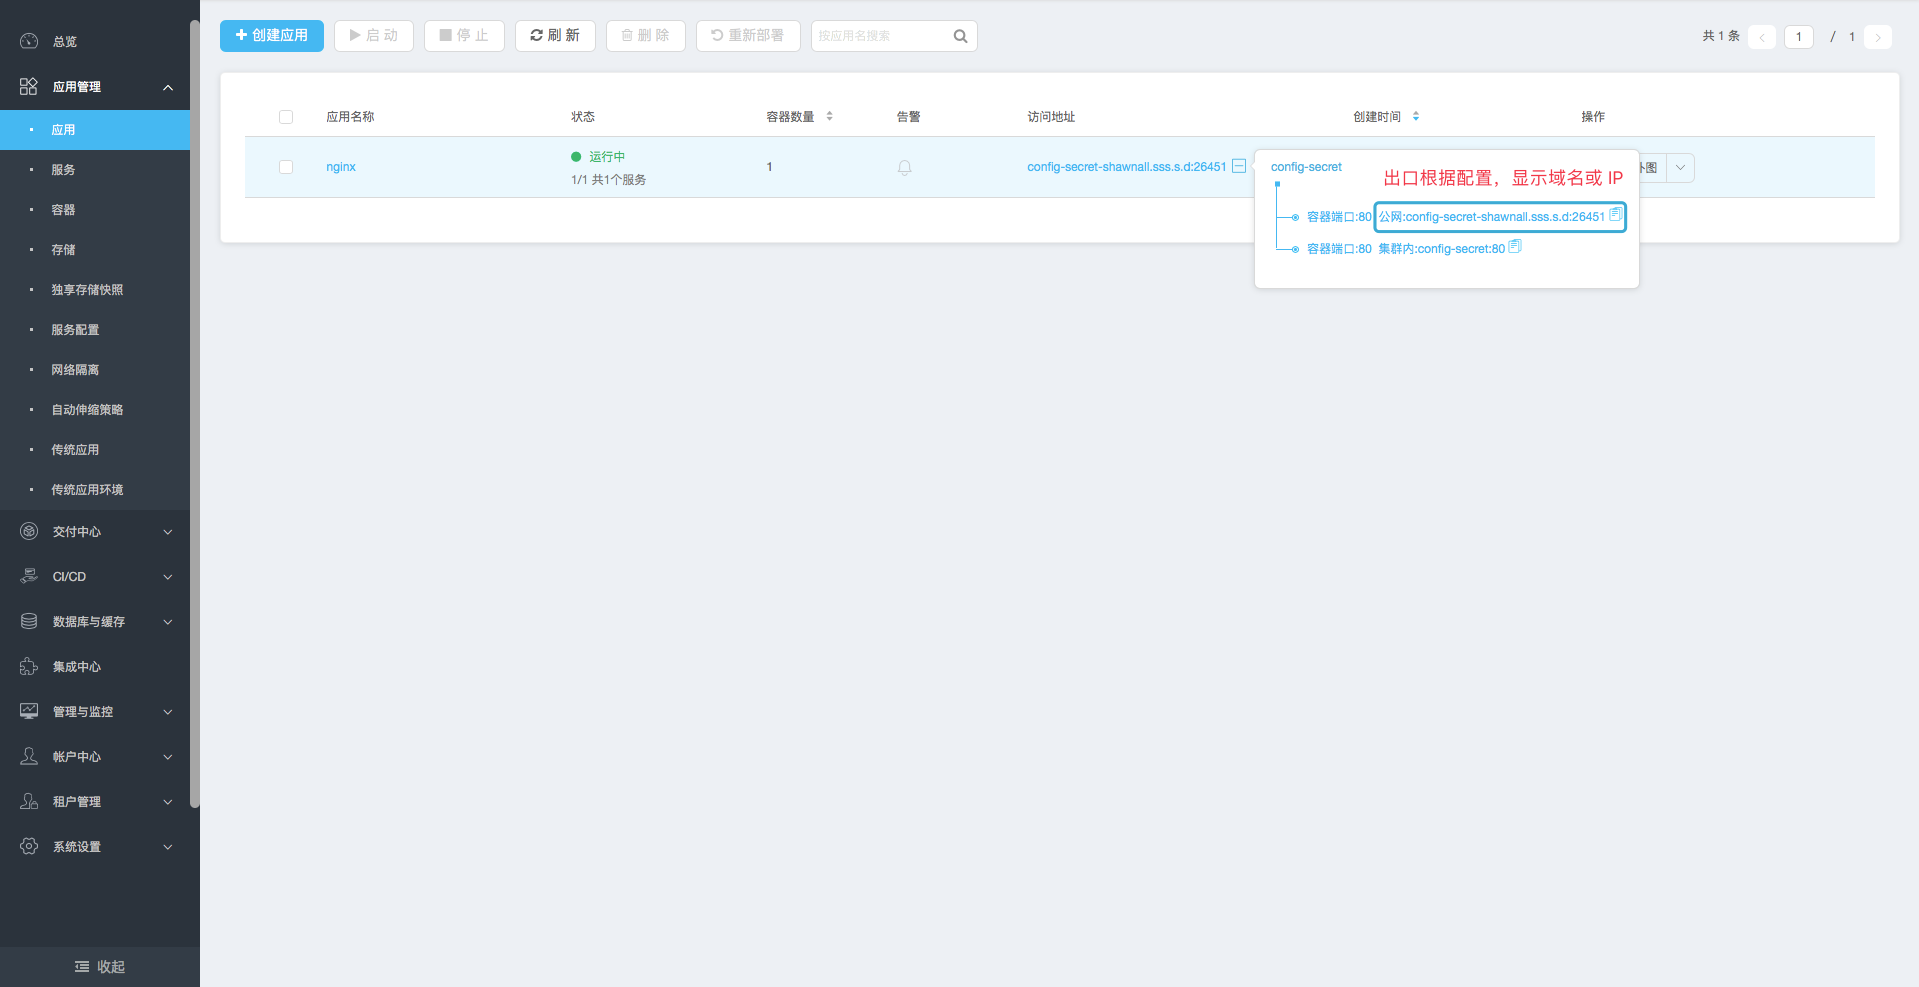 总览
应用管理
应用
服务
容器
存储
独享存储快照
服务配置
网络隔离
自动伸缩策略
传统应用
传统应用环境
交付中心
CI/CD
数据库与缓存
集成中心
管理与监控
帐户中心
租户管理
系统设置
收起
创建应用 启动 停止 刷新 删除 重新部署 按应用名搜索 共 1 条 1 / 1
应用名称 状态 容器数量 告警 访问地址 创建时间 操作
nginx 运行中 1 config-secret-shawnall.sss.s.d:26451
1/1 共1个服务
config-secret
出口根据配置，显示域名或 IP
容器端口:80 公网:config-secret-shawnall.sss.s.d:26451
容器端口:80 集群内:config-secret:80
图